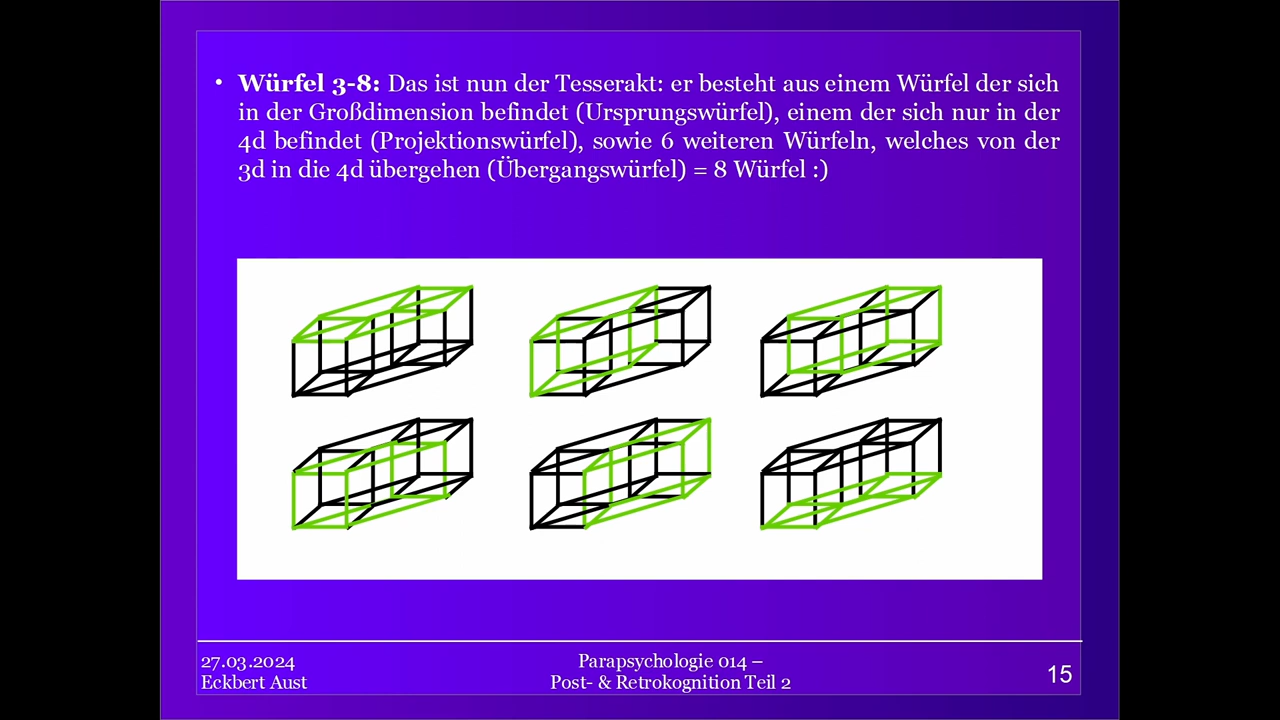 • Würfel 3-8: Das ist nun der Tesserakt: er besteht aus einem Würfel der sich
in der Großdimension befindet (Ursprungswürfel), einem der sich nur in der
4d befindet (Projektionswürfel), sowie 6 weiteren Würfeln, welches von der
3d in die 4d übergehen (Übergangswürfel) = 8 Würfel :)
27.03.2024
Eckbert Aust
Parapsychologie 014 –
Post- & Retrokognition Teil 2
15